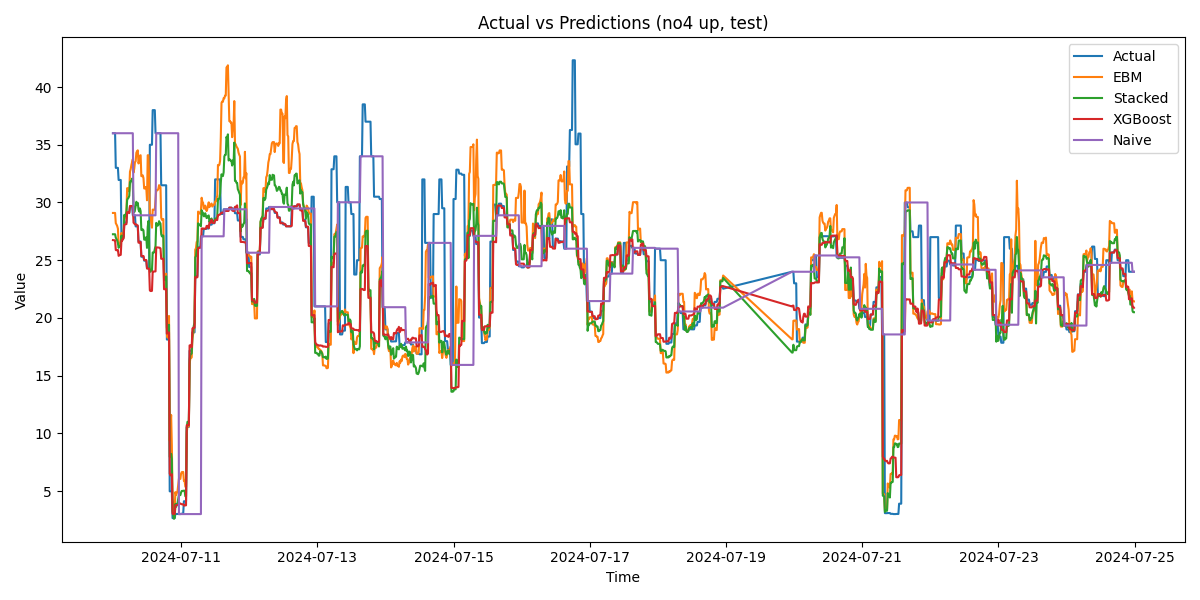 Actual vs Predictions (no4 up, test)
Actual
EBM
Stacked
XGBoost
Naive
Value
40
35
30
25
20
15
10
5
2024-07-11
2024-07-13
2024-07-15
2024-07-17
2024-07-19
2024-07-21
2024-07-23
2024-07-25
Time